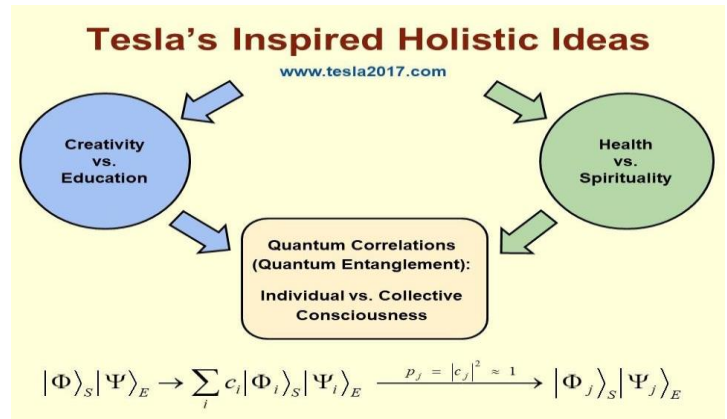 Tesla's Inspired Holistic Ideas
www.tesla2017.com
Creativity
vs.
Education
Health
vs.
Spirituality
Quantum Correlations
(Quantum Entanglement):
Individual vs. Collective
Consciousness
|Φ⟩_S|Ψ⟩_E → ∑_i c_i|Φ_i⟩_S|Ψ_i⟩_E —p_j = |c_j|² ≈ 1→ |Φ_j⟩_S|Ψ_j⟩_E